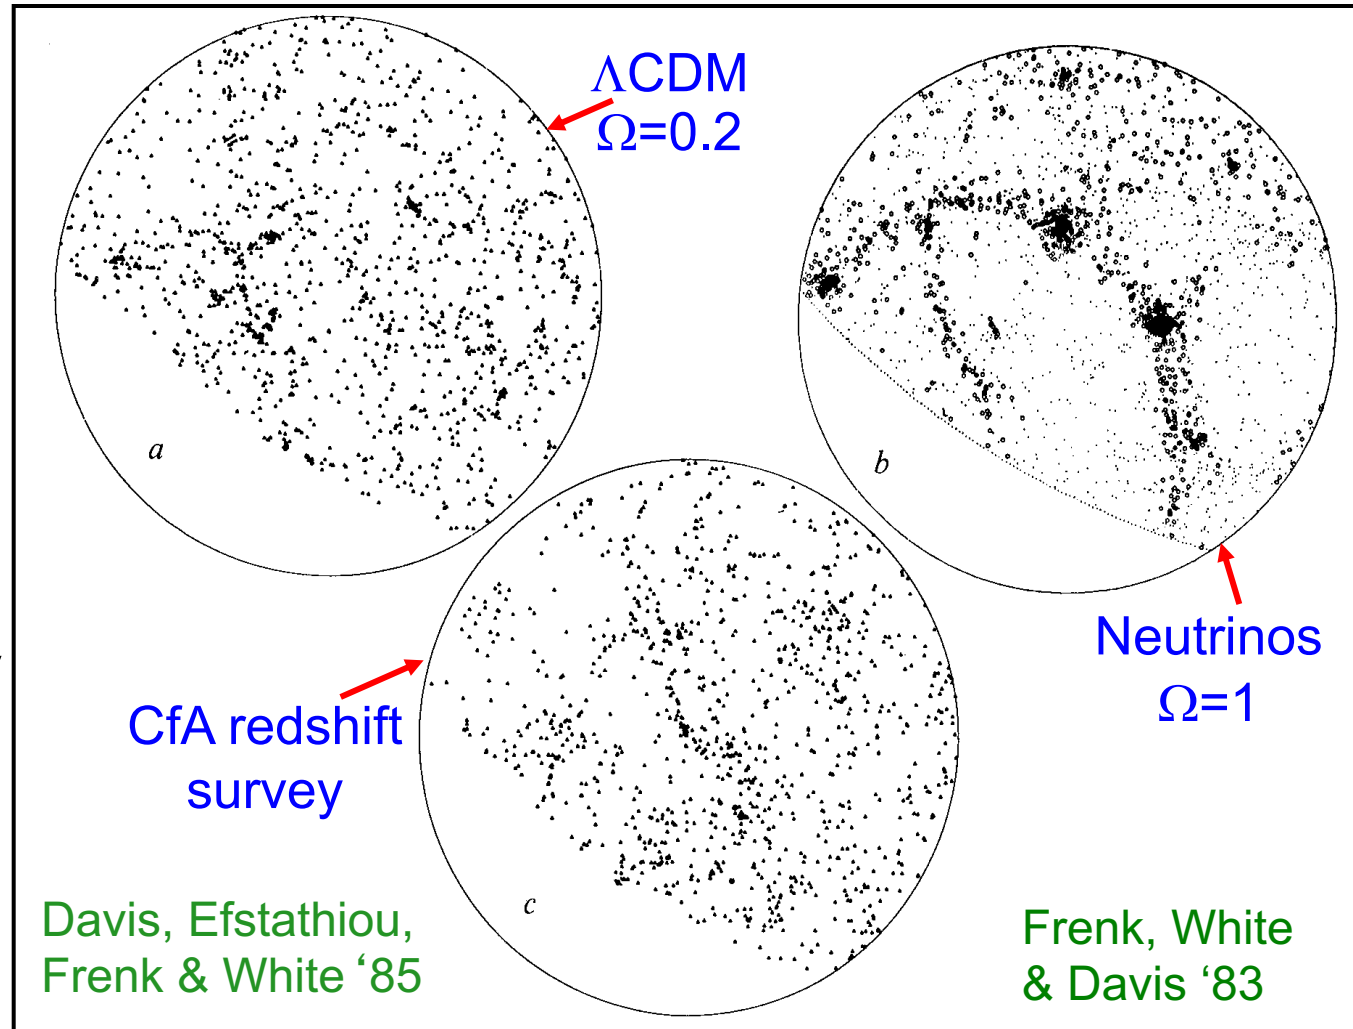 ΛCDM
Ω=0.2
a
b
Neutrinos
Ω=1
CfA redshift
survey
c
Davis, Efstathiou,
Frenk & White ‘85
Frenk, White
& Davis ‘83